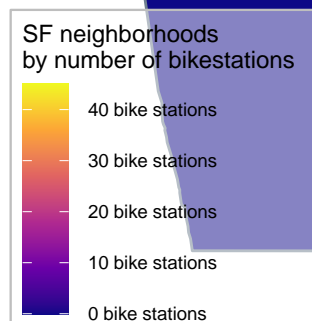 SF neighborhoods
by number of bikestations
40 bike stations
30 bike stations
20 bike stations
10 bike stations
0 bike stations